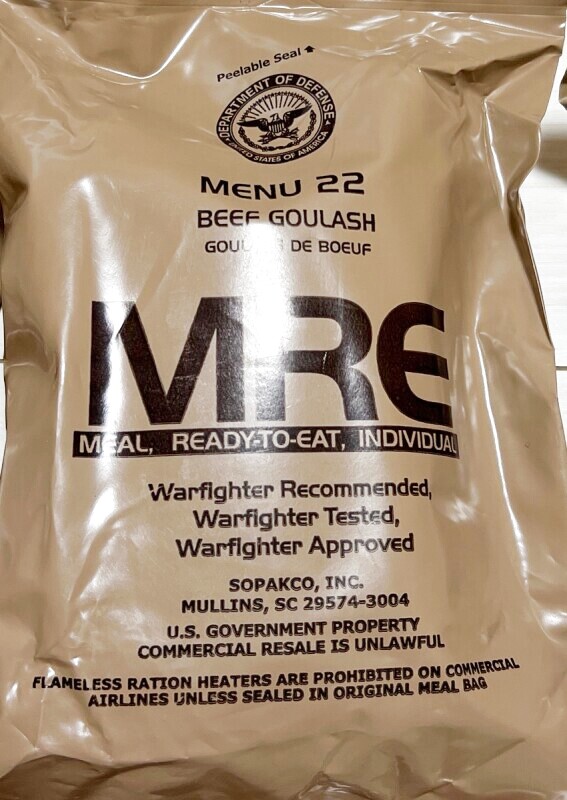 Peelable Seal
DEPARTMENT OF DEFENSE
UNITED STATES OF AMERICA
MENU 22
BEEF GOULASH
DE BOEUF
MRE
MEAL, READY-TO-EAT, INDIVIDUAL
Warfighter Recommended,
Warfighter Tested,
Warfighter Approved
SOPAKCO, INC.
MULLINS, SC 29574-3004
U.S. GOVERNMENT PROPERTY
COMMERCIAL RESALE IS UNLAWFUL
FLAMELESS RATION HEATERS ARE PROHIBITED ON COMMERCIAL
AIRLINES UNLESS SEALED IN ORIGINAL MEAL BAG